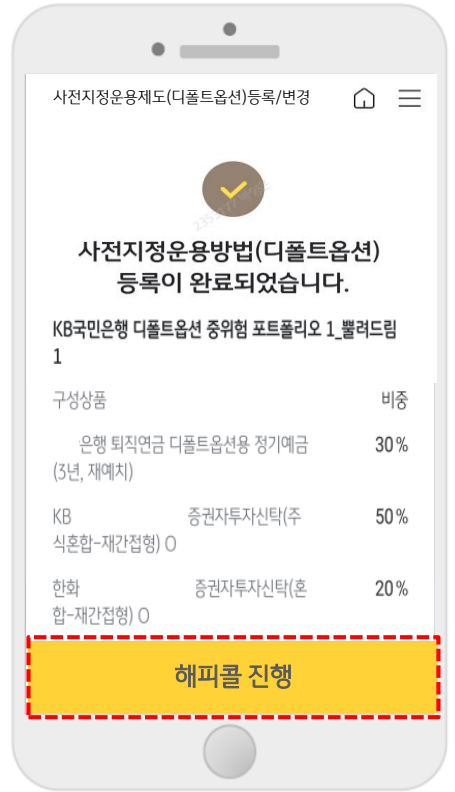 사전지정운용제도(디폴트옵션)등록/변경
사전지정운용방법(디폴트옵션)
등록이 완료되었습니다.
KB국민은행 디폴트옵션 중위험 포트폴리오 1_뿔려드림
1
구성상품 비중
은행 퇴직연금 디폴트옵션용 정기예금 30%
(3년, 재예치)
KB 증권자투자신탁(주 50%
식혼합-재간접형) O
한화 증권자투자신탁(혼 20%
합-재간접형) O
해피콜 진행